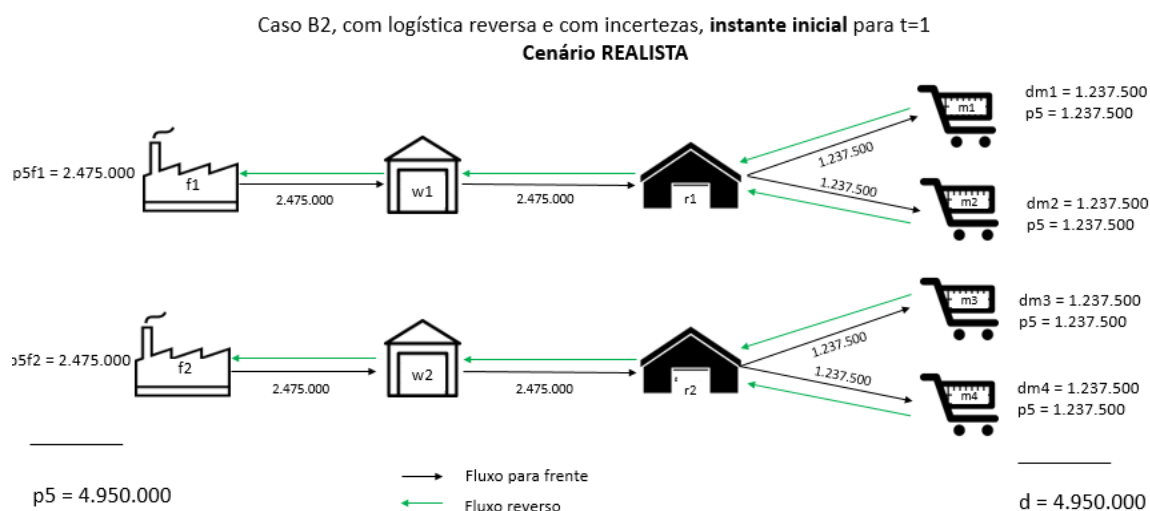 Caso B2, com logística reversa e com incertezas, instante inicial para t=1
Cenário REALISTA
dm1 = 1.237.500
p5 = 1.237.500
m1
p5f1 = 2.475.000
f1
2.475.000
w1
2.475.000
r1
1.237.500
1.237.500
m2
dm2 = 1.237.500
p5 = 1.237.500
m3
dm3 = 1.237.500
p5 = 1.237.500
p5f2 = 2.475.000
f2
2.475.000
w2
2.475.000
r2
1.237.500
1.237.500
m4
dm4 = 1.237.500
p5 = 1.237.500
p5 = 4.950.000
Fluxo para frente
Fluxo reverso
d = 4.950.000